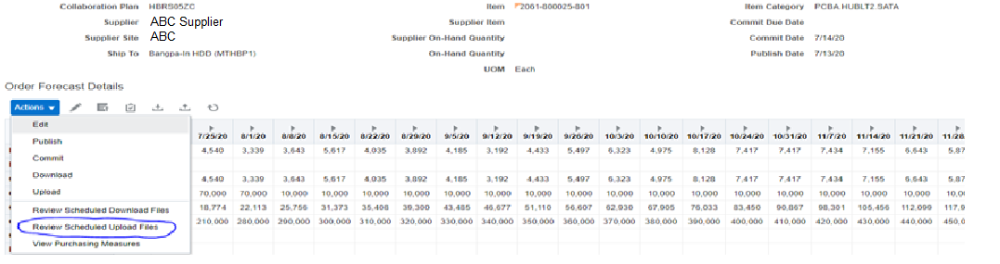 Collaboration Plan HBRS05ZC Item 2061-800025-801 Item Category PCBA.HUBLT2.SATA
Supplier ABC Supplier Supplier Item Commit Due Date
Supplier Site ABC Supplier On-Hand Quantity Commit Date 7/14/20
Ship To Bangpa-In HDD (MTHBP1) On-Hand Quantity Publish Date 7/13/20
UOM Each
Order Forecast Details
Actions
Edit
7/25/20 8/1/20 8/8/20 8/15/20 8/22/20 8/29/20 9/5/20 9/12/20 9/19/20 9/26/20 10/3/20 10/10/20 10/17/20 10/24/20 10/31/20 11/7/20 11/14/20 11/21/20 11/28/
Publish
4,540 3,339 3,643 5,617 4,035 3,892 4,185 3,192 4,433 5,497 6,323 4,975 8,128 7,417 7,417 7,434 7,155 6,643 5,87
Commit
Download
4,540 3,339 3,643 5,617 4,035 3,892 4,185 3,192 4,433 5,497 6,323 4,975 8,128 7,417 7,417 7,434 7,155 6,643 5,87
Upload
70,000 70,000 10,000 10,000 10,000 10,000 10,000 10,000 10,000 10,000 10,000 10,000 10,000 10,000 10,000 10,000 10,000 10,000 10,00
Review Scheduled Download Files
18,774 22,113 25,756 31,373 35,408 39,300 43,485 46,677 51,110 56,607 62,930 67,905 76,033 83,450 90,867 98,301 105,456 112,099 117,9
Review Scheduled Upload Files
210,000 280,000 290,000 300,000 310,000 320,000 330,000 340,000 350,000 360,000 370,000 380,000 390,000 400,000 410,000 420,000 430,000 440,000 450,0
View Purchasing Measures